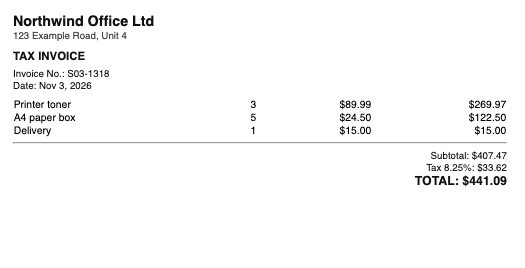 Northwind Office Ltd
123 Example Road, Unit 4
TAX INVOICE
Invoice No.: S03-1318
Date: Nov 3, 2026
Printer toner 3 $89.99 $269.97
A4 paper box 5 $24.50 $122.50
Delivery 1 $15.00 $15.00
Subtotal: $407.47
Tax 8.25%: $33.62
TOTAL: $441.09